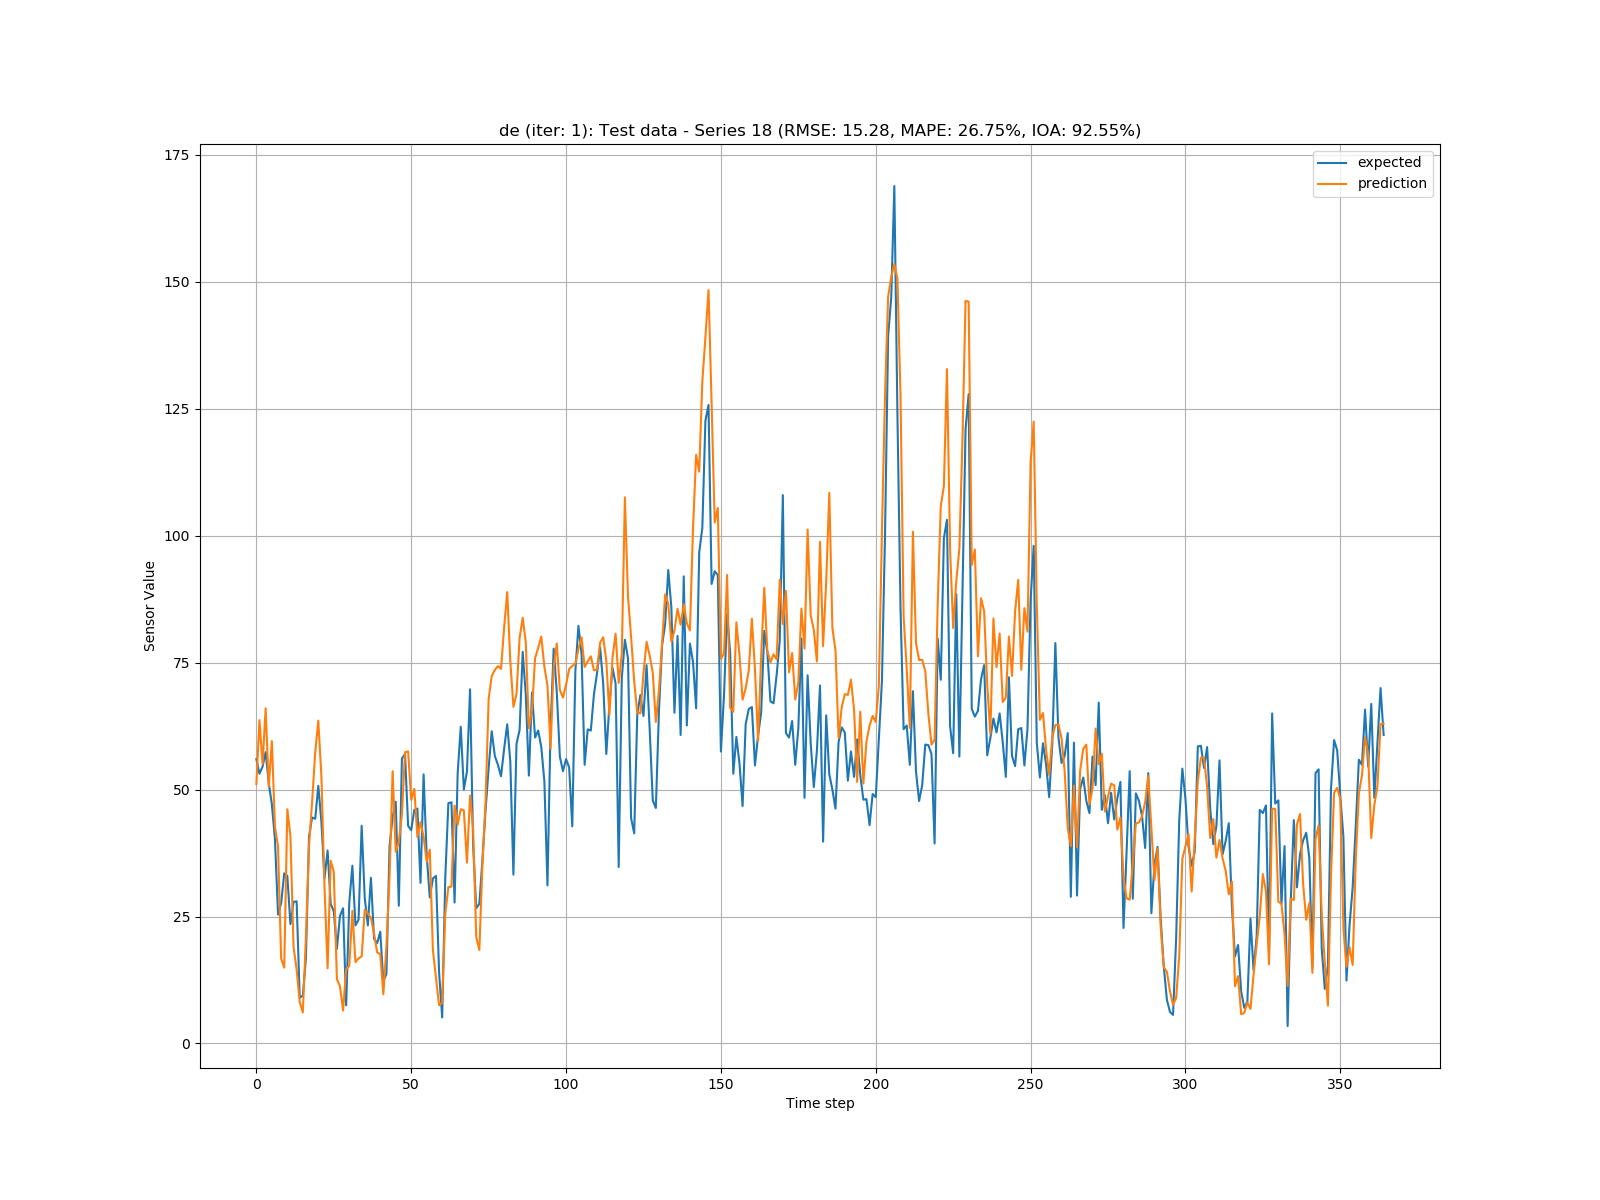 de (iter: 1): Test data - Series 18 (RMSE: 15.28, MAPE: 26.75%, IOA: 92.55%)
expected
prediction
175
150
125
100
75
50
25
0
Sensor Value
0 50 100 150 200 250 300 350
Time step